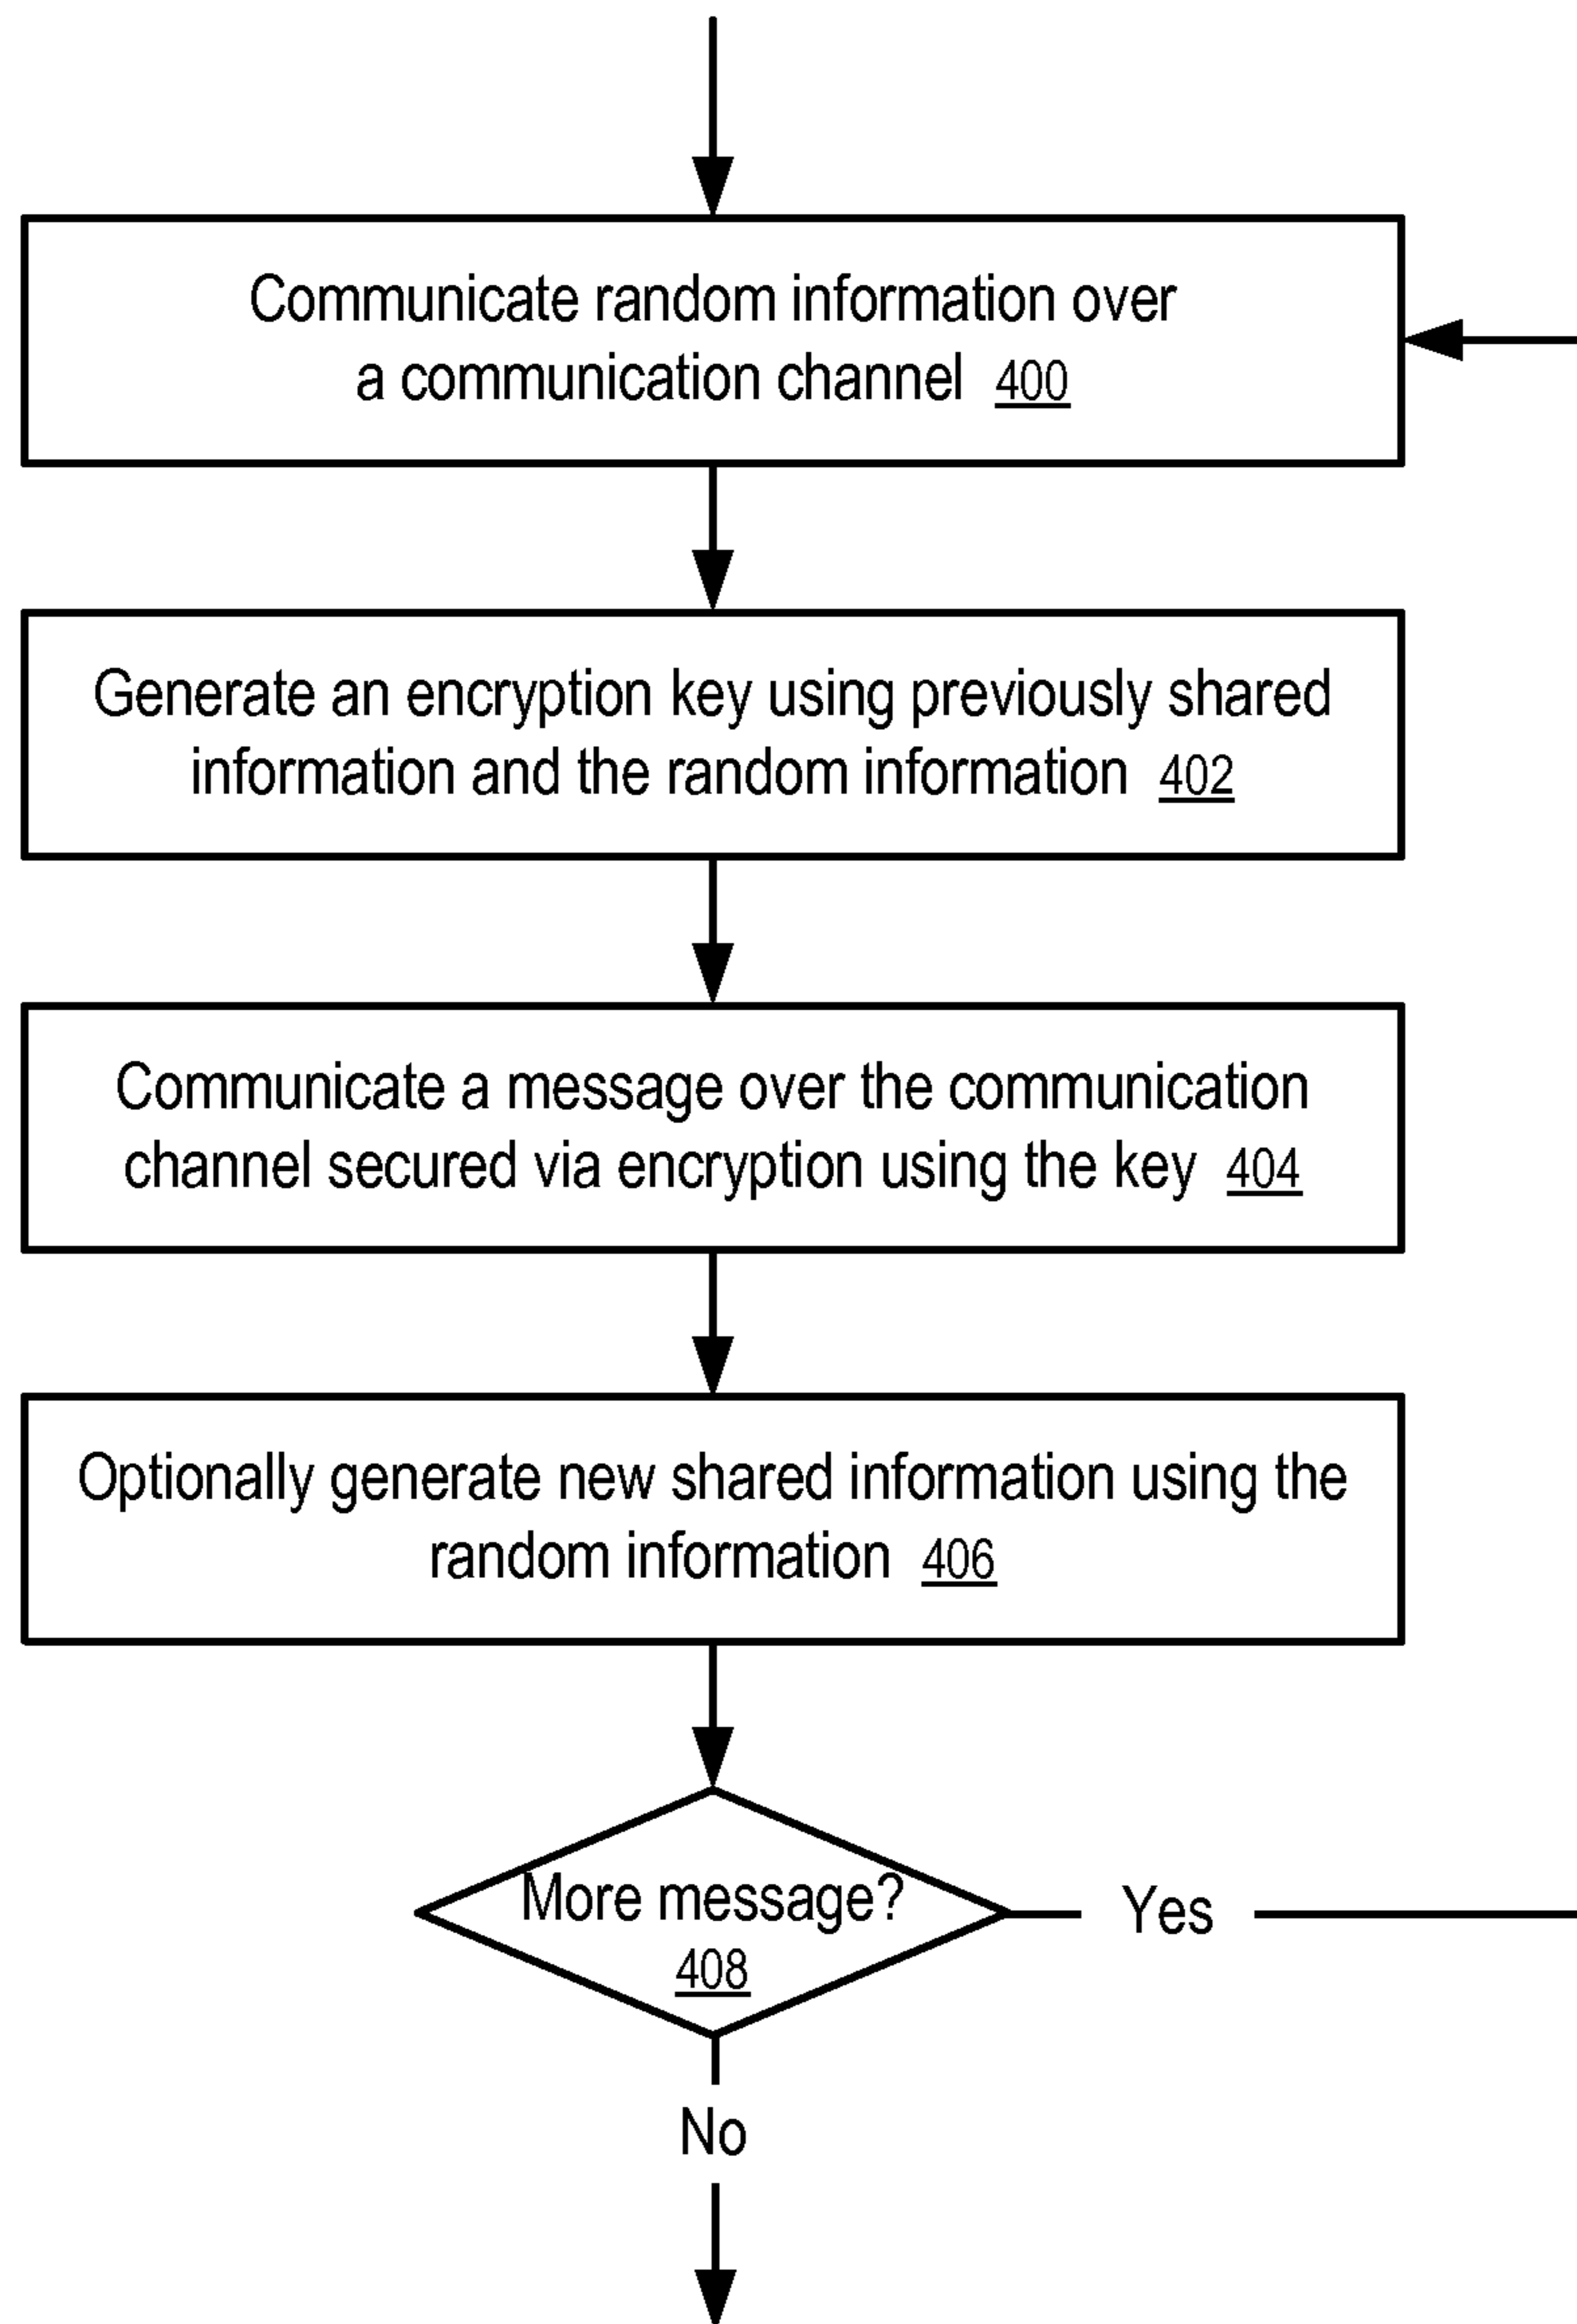 Communicate random information over
a communication channel 400
Generate an encryption key using previously shared
information and the random information 402
Communicate a message over the communication
channel secured via encryption using the key 404
Optionally generate new shared information using the
random information 406
More message?
408
Yes
No